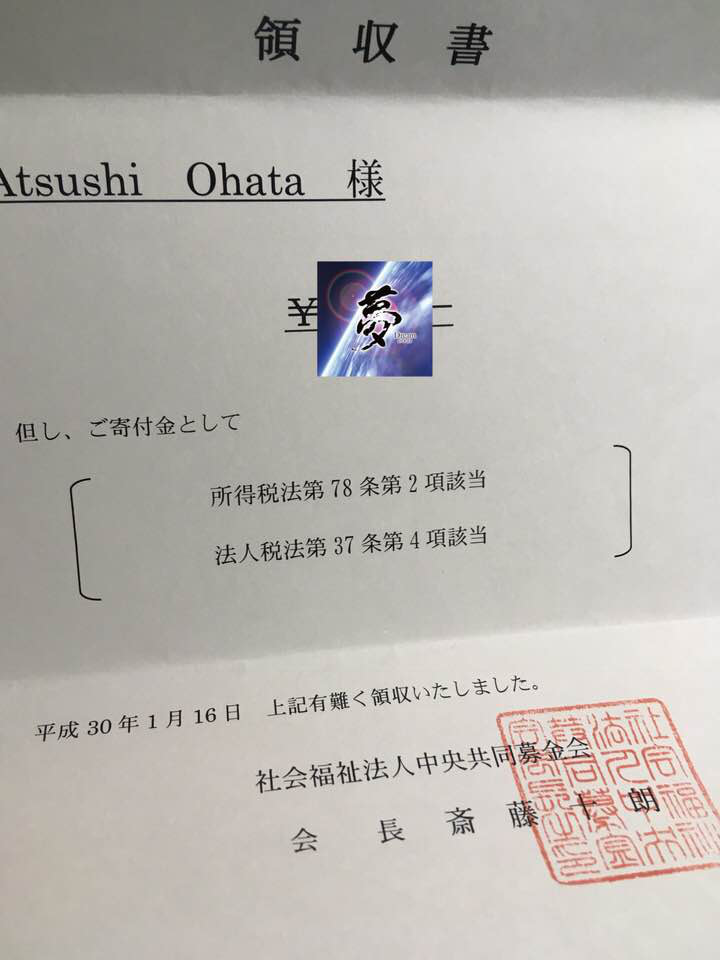 領収書
Atsushi Ohata 様
¥
夢
Dream
但し、ご寄付金として
所得税法第78条第2項該当
法人税法第37条第4項該当
平成30年1月16日 上記有難く領収いたしました。
社会福祉法人中央共同募金会
会長 斎藤十朗